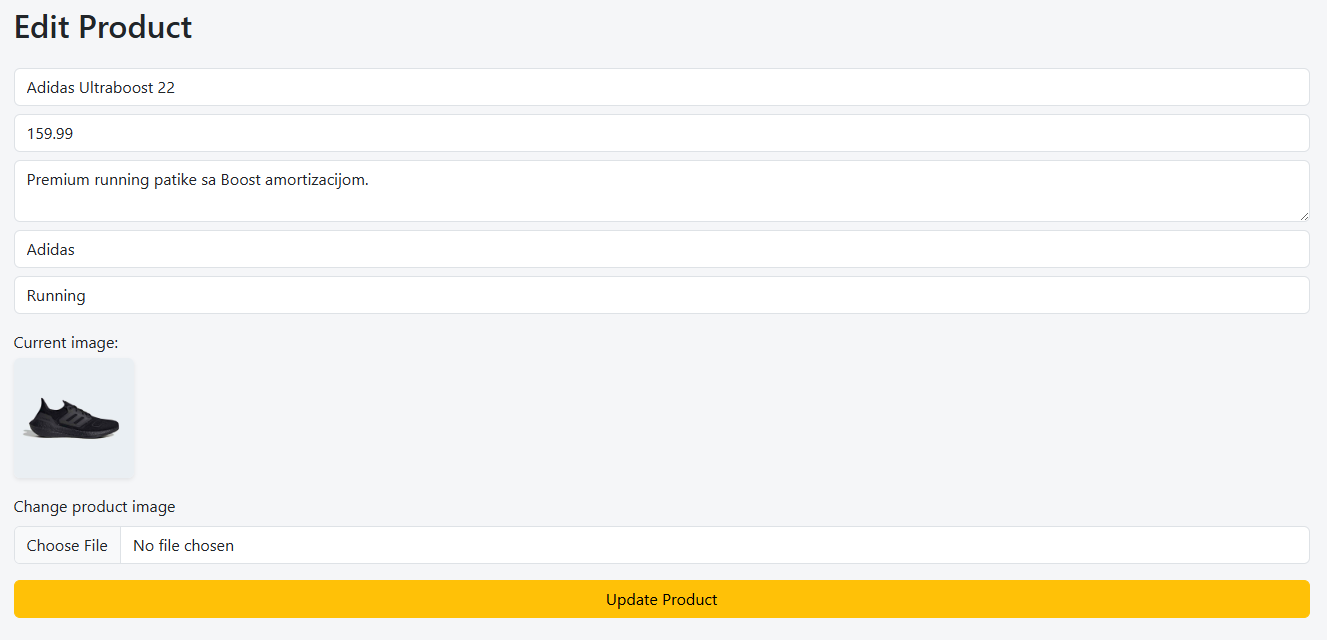 Edit Product
Adidas Ultraboost 22
159.99
Premium running patike sa Boost amortizacijom.
Adidas
Running
Current image:
Change product image
Choose File No file chosen
Update Product